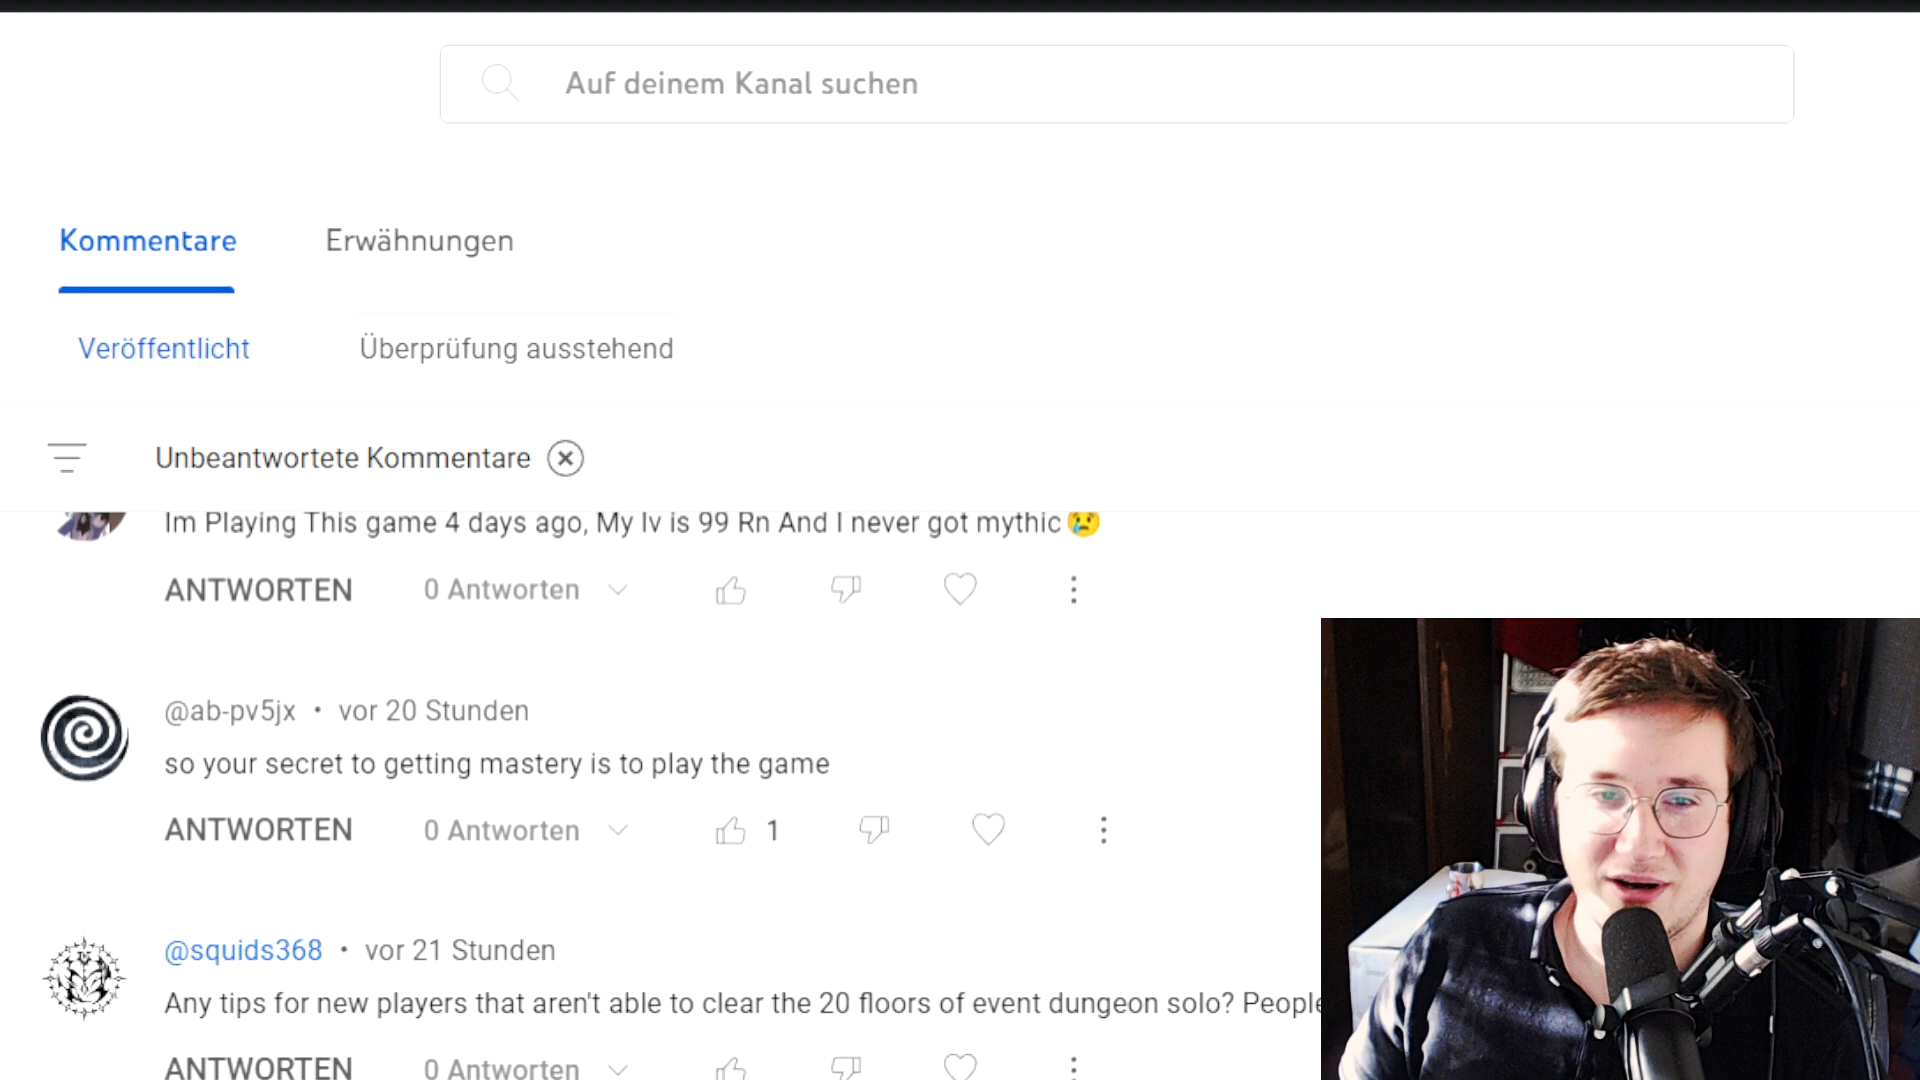 Auf deinem Kanal suchen
Kommentare
Erwähnungen
Veröffentlicht
Überprüfung ausstehend
Unbeantwortete Kommentare
Im Playing This game 4 days ago, My lv is 99 Rn And I never got mythic 😢
ANTWORTEN
0 Antworten
@ab-pv5jx • vor 20 Stunden
so your secret to getting mastery is to play the game
ANTWORTEN
0 Antworten
1
@squids368 • vor 21 Stunden
Any tips for new players that aren't able to clear the 20 floors of event dungeon solo? People
ANTWORTEN
0 Antworten